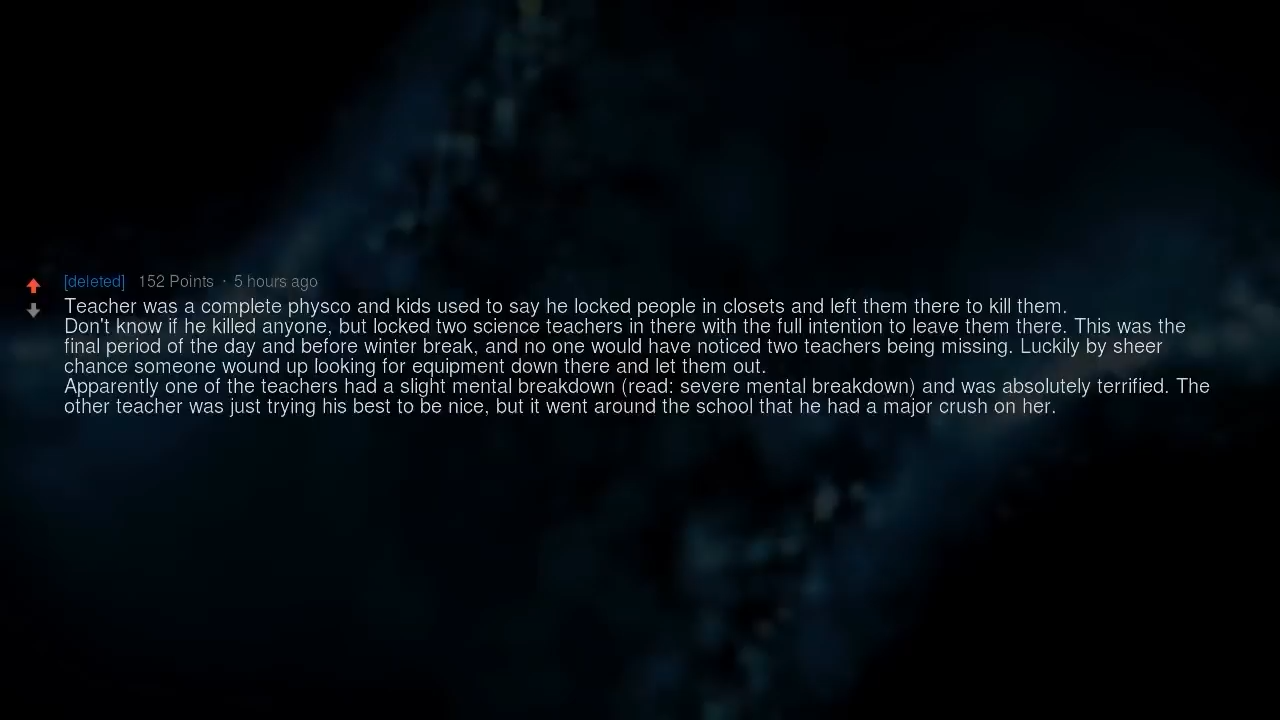 [deleted] 152 Points · 5 hours ago
Teacher was a complete physco and kids used to say he locked people in closets and left them there to kill them.
Don't know if he killed anyone, but locked two science teachers in there with the full intention to leave them there. This was the
final period of the day and before winter break, and no one would have noticed two teachers being missing. Luckily by sheer
chance someone wound up looking for equipment down there and let them out.
Apparently one of the teachers had a slight mental breakdown (read: severe mental breakdown) and was absolutely terrified. The
other teacher was just trying his best to be nice, but it went around the school that he had a major crush on her.